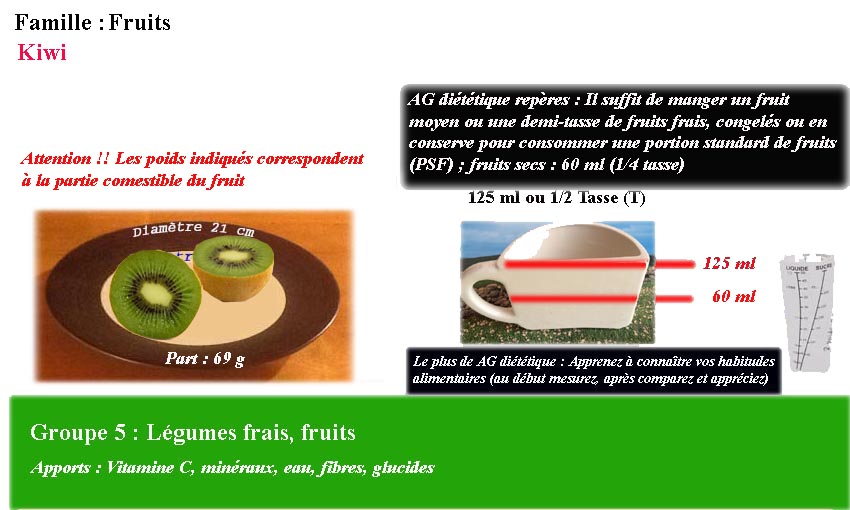 Famille : Fruits
Kiwi
AG diététique repères : Il suffit de manger un fruit
moyen ou une demi-tasse de fruits frais, congelés ou en
conserve pour consommer une portion standard de fruits
(PSF) ; fruits secs : 60 ml (1/4 tasse)
Attention !! Les poids indiqués correspondent
à la partie comestible du fruit
125 ml ou 1/2 Tasse (T)
Diamètre 21 cm
Part : 69 g
125 ml
60 ml
LIQUIDE SUCRE
Le plus de AG diététique : Apprenez à connaître vos habitudes
alimentaires (au début mesurez, après comparez et appréciez)
Groupe 5 : Légumes frais, fruits
Apports : Vitamine C, minéraux, eau, fibres, glucides